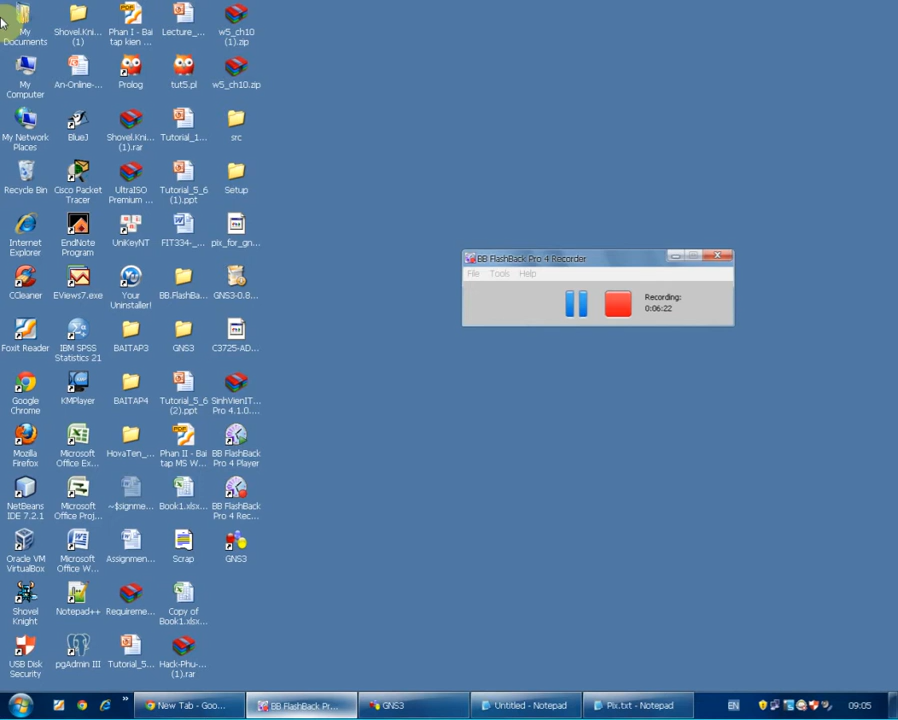 My
Documents
Shovel.Kni...
(1)
Phan I - Bai
tap kien ...
Lecture_...
w5_ch10
(1).zip
My
Computer
An-Online-...
Prolog
tut5.pl
w5_ch10.zip
My Network
Places
BlueJ
Shovel.Kni...
(1).rar
Tutorial_1...
src
Recycle Bin
Cisco Packet
Tracer
UltraISO
Premium ...
Tutorial_5_6
(1).ppt
Setup
Internet
Explorer
EndNote
Program
UniKeyNT
FIT334-_...
pix_for_gn...
CCleaner
EViews7.exe
Your
Uninstaller!
BB.FlashBa...
GNS3-0.8...
Foxit Reader
IBM SPSS
Statistics 21
BAITAP3
GNS3
C3725-AD...
Google
Chrome
KMPlayer
BAITAP4
Tutorial_5_6
(2).ppt
SinhVienIT...
Pro 4.1.0....
Mozilla
Firefox
Microsoft
Office Ex...
HovaTen_...
Phan II - Bai
tap MS W...
BB FlashBack
Pro 4 Player
NetBeans
IDE 7.2.1
Microsoft
Office Proj...
~$signme...
Book1.xlsx...
BB FlashBack
Pro 4 Rec...
Oracle VM
VirtualBox
Microsoft
Office W...
Assignmen...
Scrap
GNS3
Shovel
Knight
Notepad++
Requireme...
Copy of
Book1.xlsx...
USB Disk
Security
pgAdmin III
Tutorial_5...
Hack-Phu-...
(1).rar
BB FlashBack Pro 4 Recorder
File Tools Help
Recording:
0:06:22
New Tab - Goo...
BB FlashBack Pr...
GNS3
Untitled - Notepad
Pix.txt - Notepad
EN
09:05